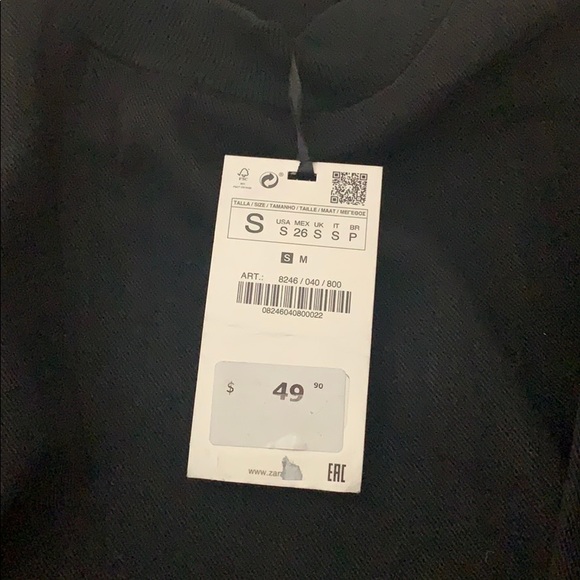 FSC
TALLA / SIZE / TAMANHO / TAILLE / MAAT / ΜΕΓΕΘΟΣ
S
USA MEX UK IT BR
S 26 S S P
S M
ART.: 8246 / 040 / 800
08246040800022
$ 49 90
www.zar
EAC